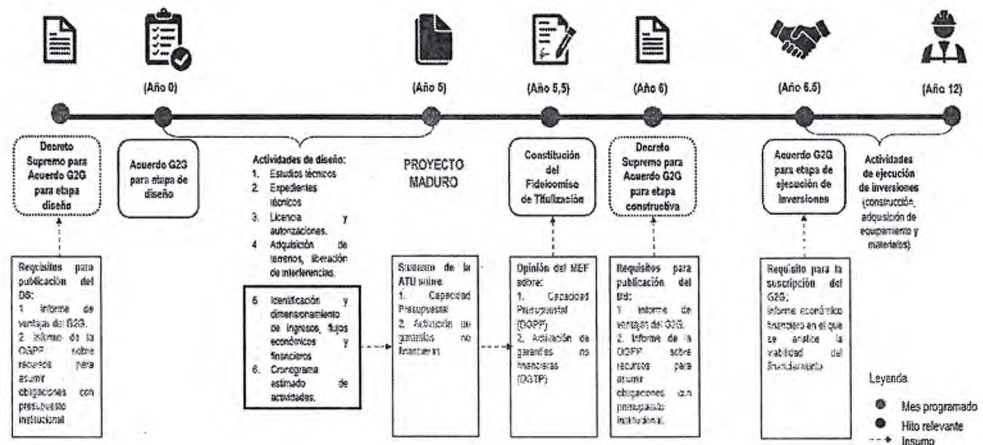 (Año 0)
(Año 5)
(Año 5,5)
(Año 6)
(Año 6.5)
(Año 12)
Decreto
Supremo para
Acuerdo G2G
para etapa
diseño
Acuerdo G2G
para etapa de
diseño
Actividades de diseño:
1. Estudios técnicos
2. Expedientes
técnicos
3. Licencia y
autorizaciones.
4 Adquisición de
terrenos, liberación
de interferencias.
PROYECTO
MADURO
Constitución
del
Fideicomiso
de Titulización
Decreto
Supremo para
Acuerdo G2G
para etapa
constructiva
Acuerdo G2G
para etapa de
ejecución de
inversiones
Actividades
de ejecución
de inversiones
(construcción,
adquisición de
equipamiento y
materiales).
Requisitos para
publicación del
DS:
1 Informe de
ventajas del G2G.
2. Informe de la
DGPP sobre
recursos para
asumir
obligaciones con
presupuesto
institucional
6. Identificación y
dimensionamiento
de ingresos, flujos
económicos y
financieros
6. Cronograma
estimado de
actividades.
Sustento de la
ATU sobre:
1. Capacidad
Presupuestal
2. Activación de
garantías no
financieras
Opinión del MEF
sobre:
1. Capacidad
Presupuestal
(DGPP)
2. Activación de
garantías no
financieras
(DGTP)
Requisitos para
publicación del
DS:
1 Informe de
ventajas del G2G.
2. Informe de la
DGPP sobre
recursos para
asumir
obligaciones con
presupuesto
institucional.
Requisito para la
suscripción del
G2G:
Informe económico
financiero en el que
se analice la
viabilidad del
financiamiento
Leyenda
Mes programado
Hito relevante
Insumo